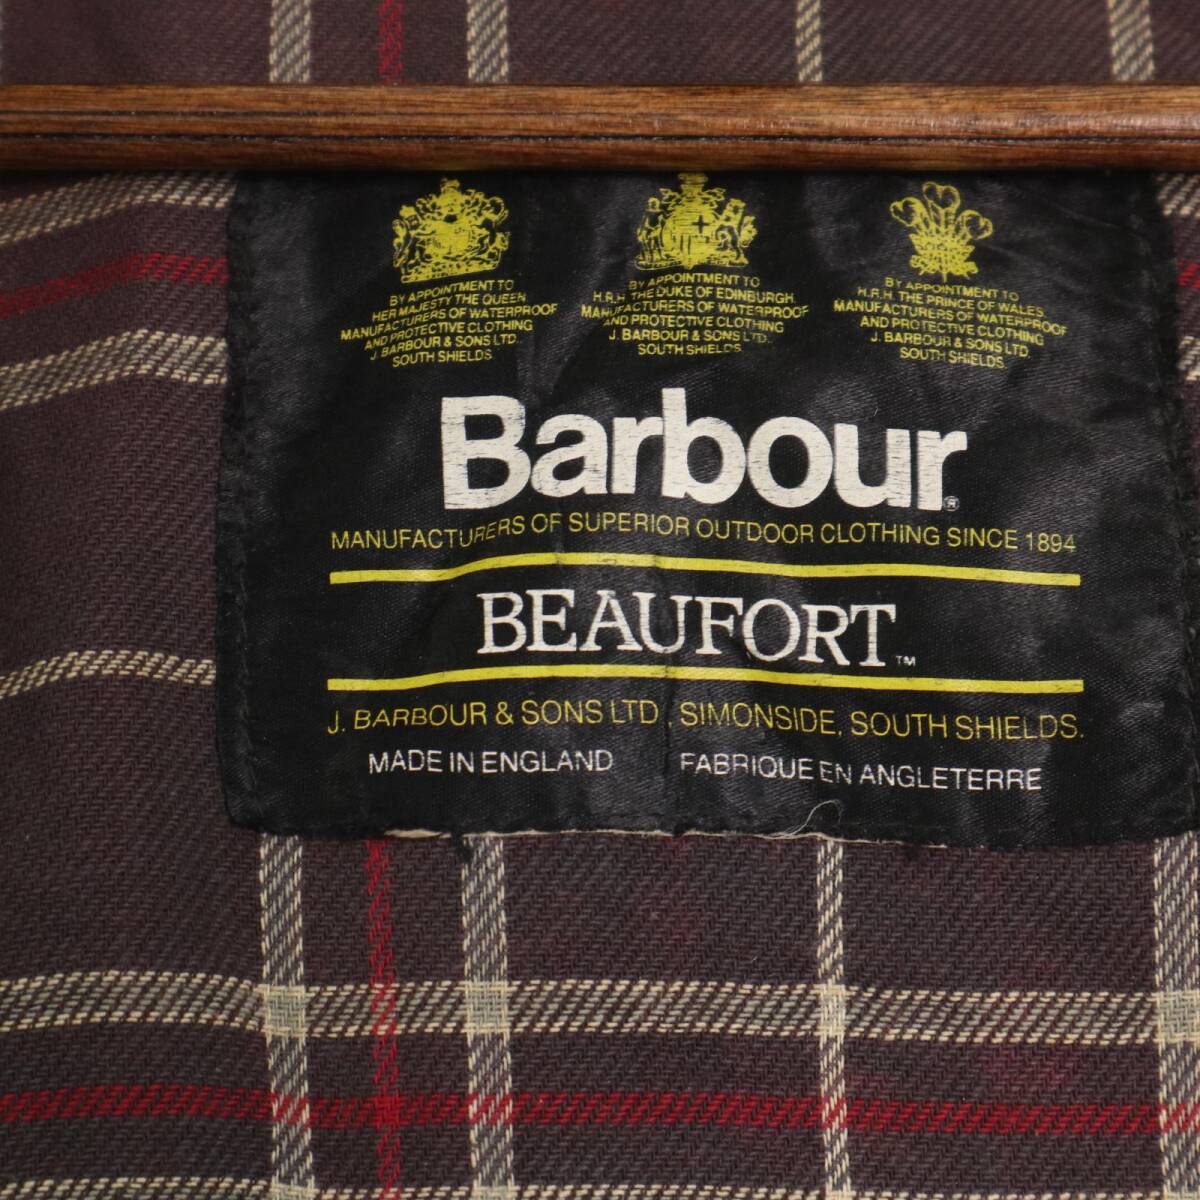 BY APPOINTMENT TO
HER MAJESTY THE QUEEN
MANUFACTURERS OF WATERPROOF
AND PROTECTIVE CLOTHING
J. BARBOUR & SONS LTD.
SOUTH SHIELDS.
BY APPOINTMENT TO
H.R.H. THE DUKE OF EDINBURGH
MANUFACTURERS OF WATERPROOF
AND PROTECTIVE CLOTHING
J. BARBOUR & SONS LTD.
SOUTH SHIELDS.
BY APPOINTMENT TO
H.R.H. THE PRINCE OF WALES
MANUFACTURERS OF WATERPROOF
AND PROTECTIVE CLOTHING
J. BARBOUR & SONS LTD.
SOUTH SHIELDS.
Barbour®
MANUFACTURERS OF SUPERIOR OUTDOOR CLOTHING SINCE 1894
BEAUFORT™
J. BARBOUR & SONS LTD, SIMONSIDE, SOUTH SHIELDS.
MADE IN ENGLAND FABRIQUE EN ANGLETERRE